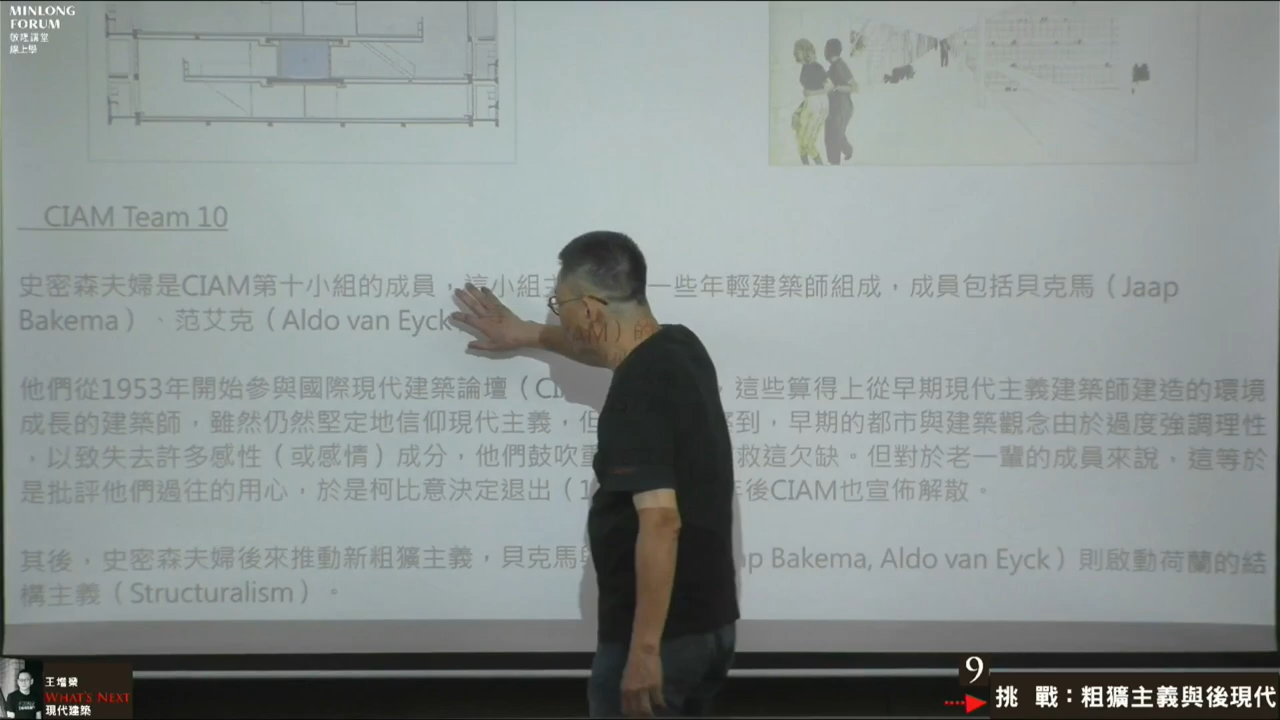 MINLONG
FORUM
敏隆講堂
線上學
CIAM Team 10
史密森夫婦是CIAM第十小組的成員，這小組 一些年輕建築師組成，成員包括貝克馬（Jaap
Bakema）、范艾克（Aldo van Eyck AM）的
他們從1953年開始參與國際現代建築論壇（CI ，這些算得上從早期現代主義建築師建造的環境
成長的建築師，雖然仍然堅定地信仰現代主義，但 到，早期的都市與建築觀念由於過度強調理性
，以致失去許多感性（或感情）成分，他們鼓吹重 救這欠缺。但對於老一輩的成員來說，這等於
是批評他們過往的用心，於是柯比意決定退出（1 年後CIAM也宣佈解散。
其後，史密森夫婦後來推動新粗獷主義，貝克馬與 ap Bakema, Aldo van Eyck）則啟動荷蘭的結
構主義（Structuralism）。
王增榮
WHAT'S NEXT
現代建築
9
挑 戰：粗獷主義與後現代